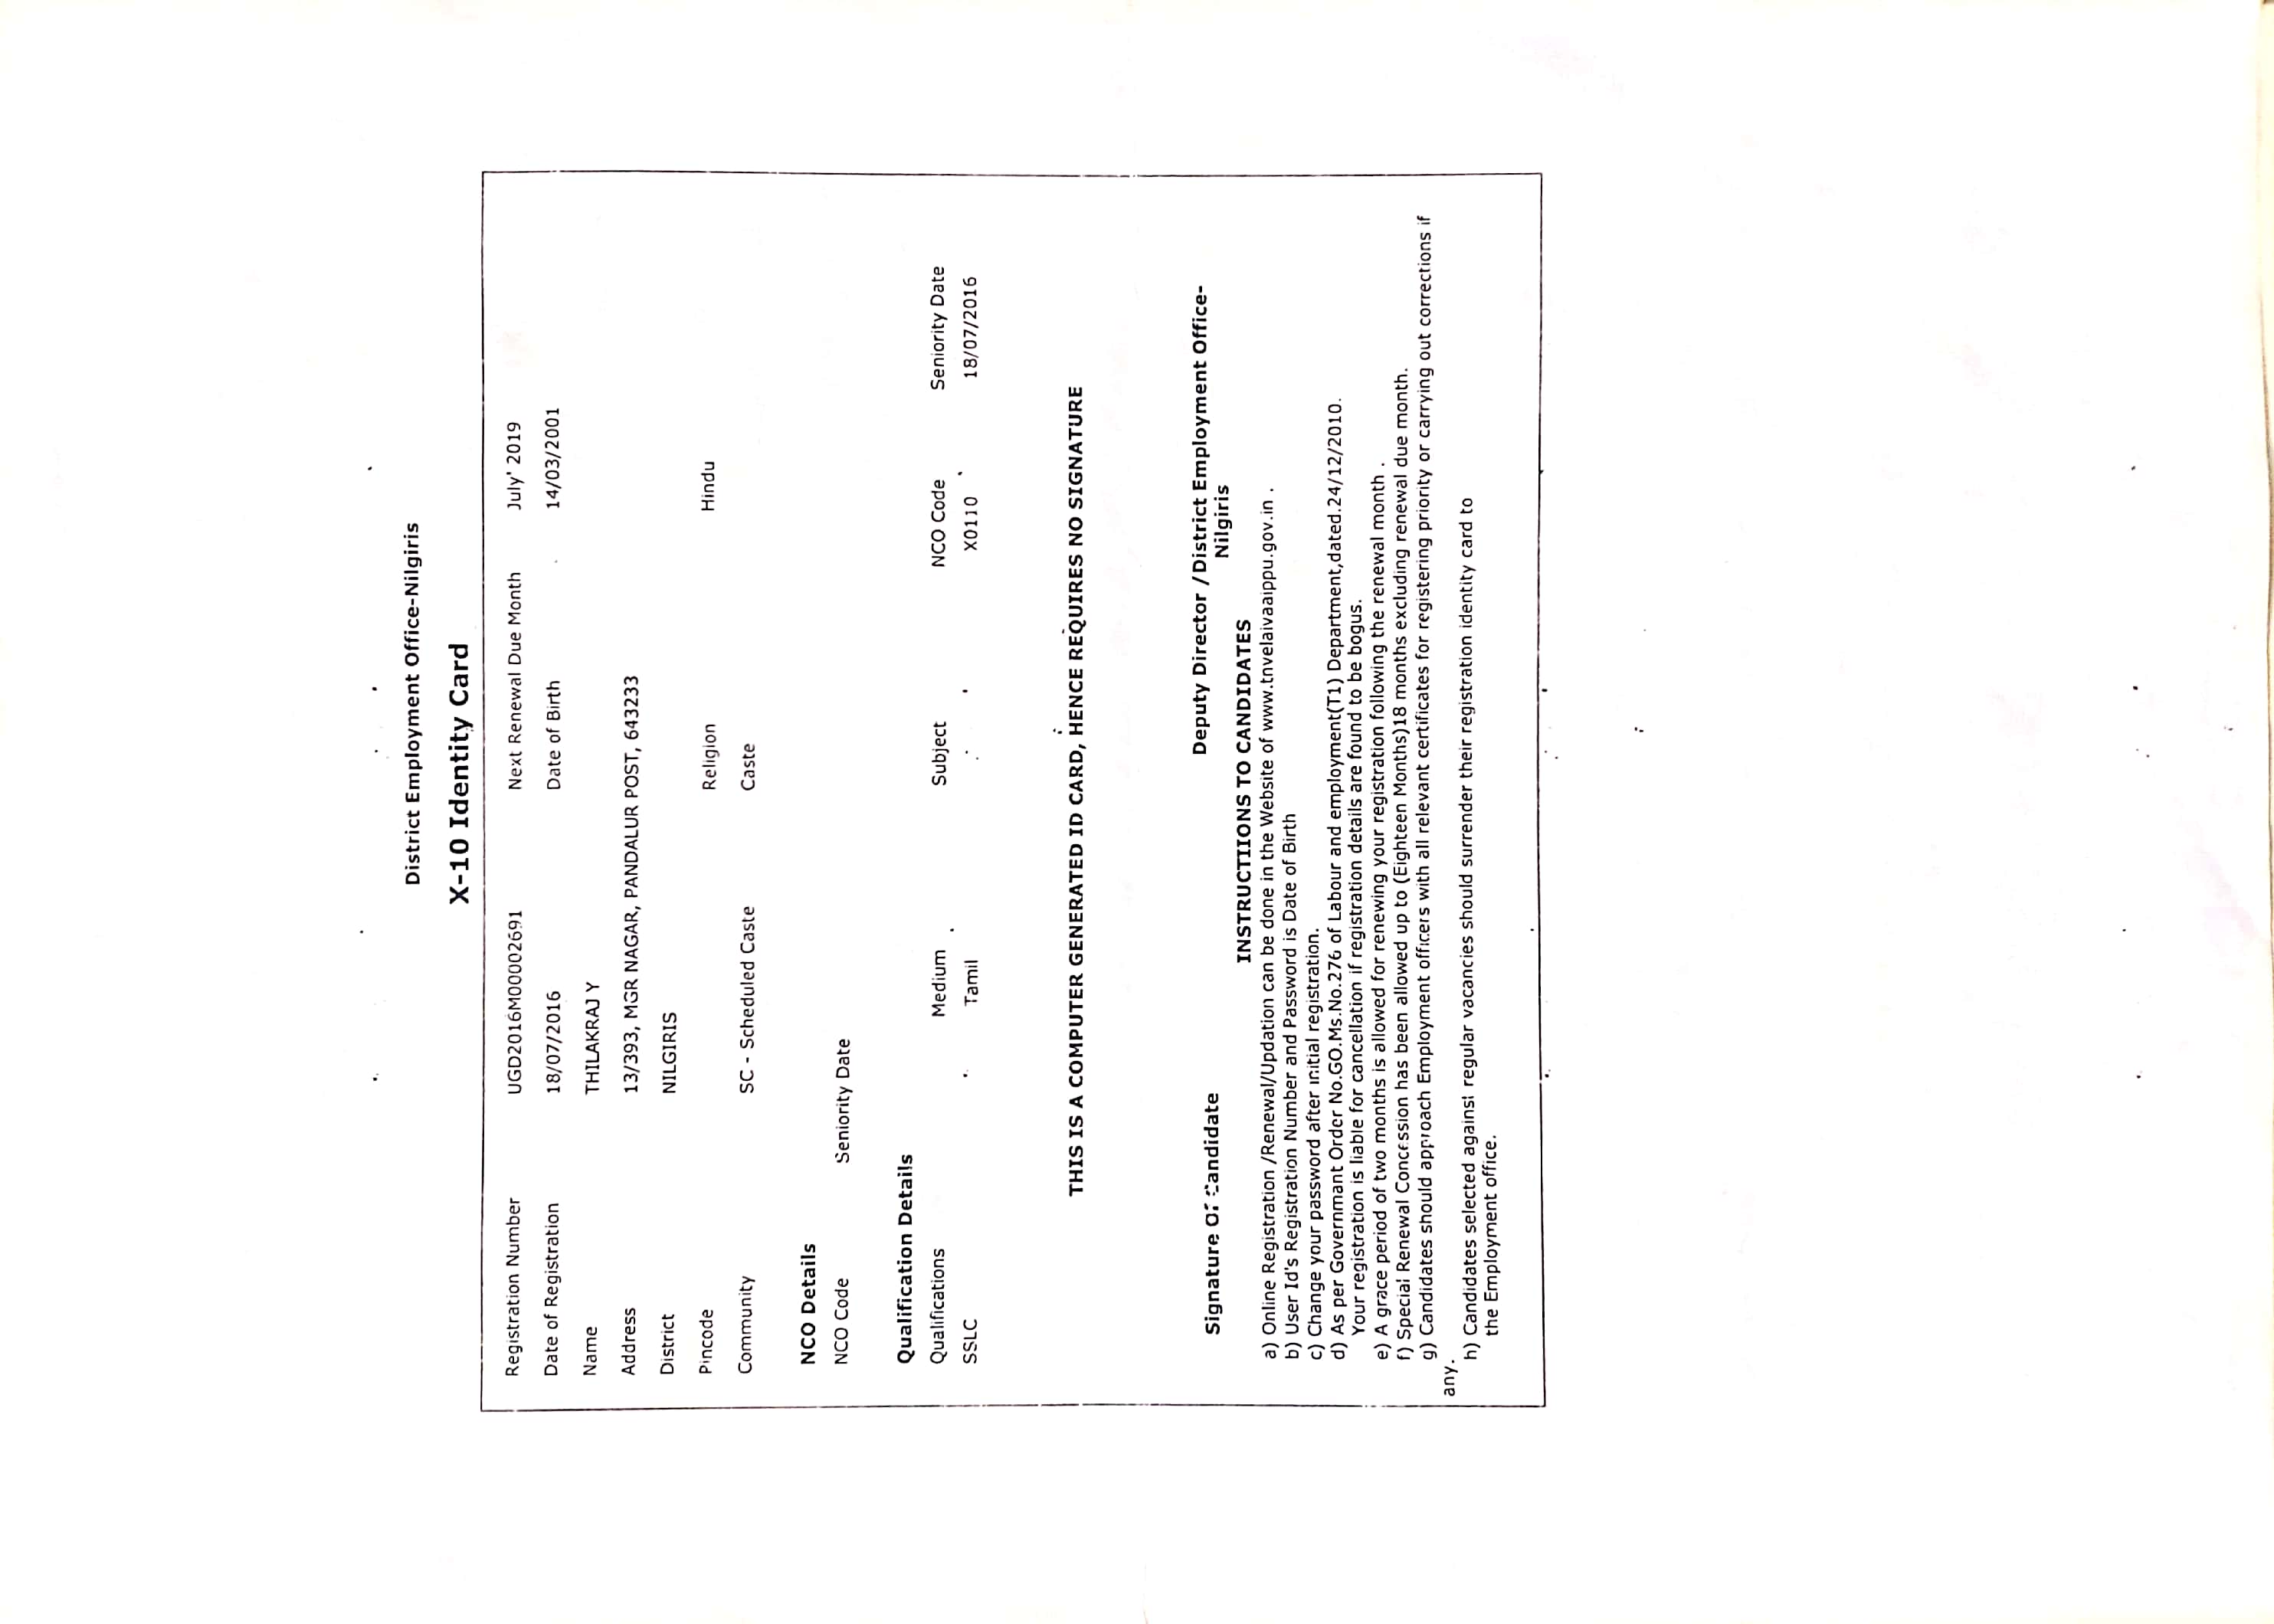 District Employment Office-Nilgiris
X-10 Identity Card
Registration Number UGD2016M00002691 Next Renewal Due Month July' 2019
Date of Registration 18/07/2016 Date of Birth 14/03/2001
Name THILAKRAJ Y
Address 13/393, MGR NAGAR, PANDALUR POST, 643233
District NILGIRIS
Pincode Religion Hindu
Community SC - Scheduled Caste Caste
NCO Details
NCO Code Seniority Date
Qualification Details
Qualifications Medium Subject NCO Code Seniority Date
SSLC Tamil X0110 18/07/2016
THIS IS A COMPUTER GENERATED ID CARD, HENCE REQUIRES NO SIGNATURE
Signature Of Candidate Deputy Director /District Employment Office-
Nilgiris
INSTRUCTIIONS TO CANDIDATES
a) Online Registration /Renewal/Updation can be done in the Website of www.tnvelaivaaippu.gov.in .
b) User Id's Registration Number and Password is Date of Birth
c) Change your password after initial registration.
d) As per Governmant Order No.GO.Ms.No.276 of Labour and employment(T1) Department,dated.24/12/2010.
Your registration is liable for cancellation if registration details are found to be bogus.
e) A grace period of two months is allowed for renewing your registration following the renewal month .
f) Special Renewal Concession has been allowed up to (Eighteen Months)18 months excluding renewal due month.
g) Candidates should approach Employment officers with all relevant certificates for registering priority or carrying out corrections if
any.
h) Candidates selected against regular vacancies should surrender their registration identity card to
the Employment office.